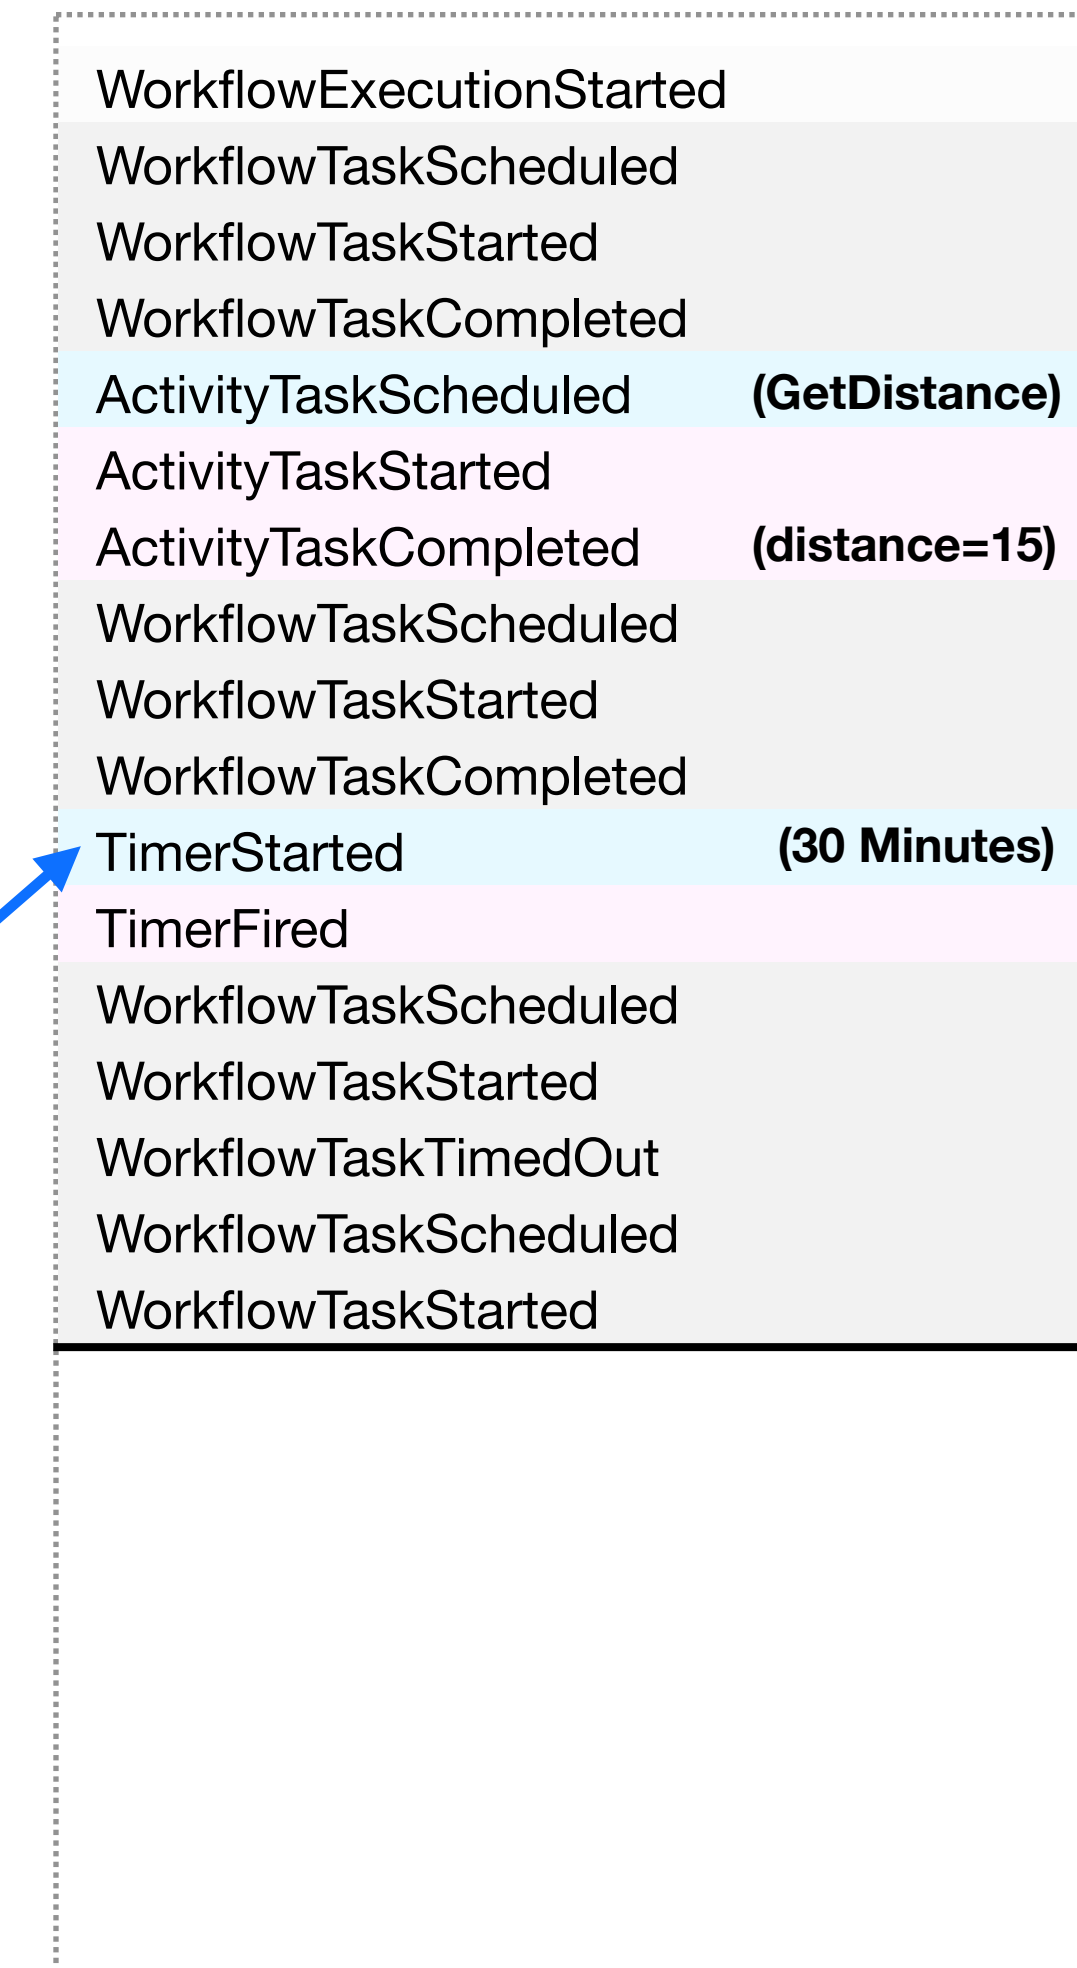 WorkflowExecutionStarted
WorkflowTaskScheduled
WorkflowTaskStarted
WorkflowTaskCompleted
ActivityTaskScheduled (GetDistance)
ActivityTaskStarted
ActivityTaskCompleted (distance=15)
WorkflowTaskScheduled
WorkflowTaskStarted
WorkflowTaskCompleted
TimerStarted (30 Minutes)
TimerFired
WorkflowTaskScheduled
WorkflowTaskStarted
WorkflowTaskTimedOut
WorkflowTaskScheduled
WorkflowTaskStarted